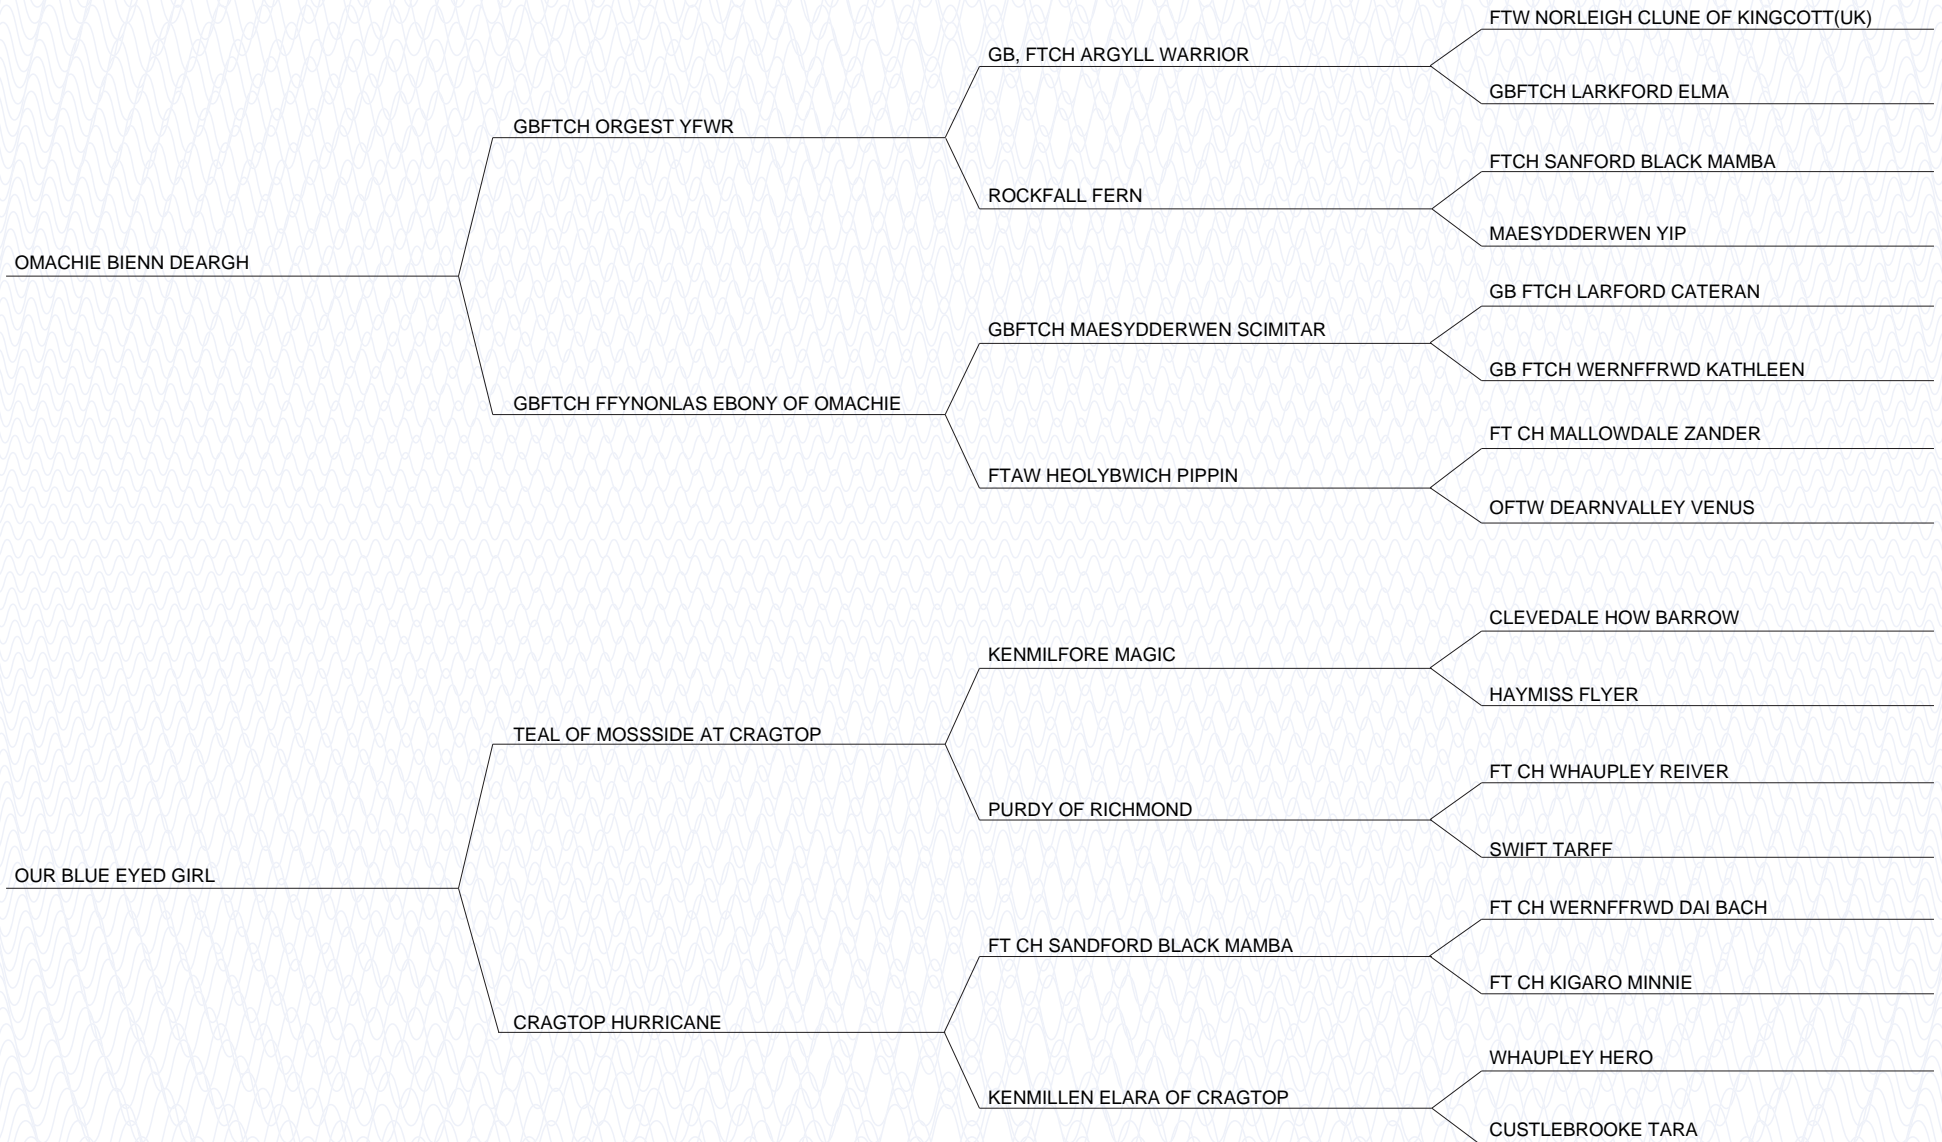 FTW NORLEIGH CLUNE OF KINGCOTT(UK)
GB, FTCH ARGYLL WARRIOR
GBFTCH LARKFORD ELMA
GBFTCH ORGEST YFWR
FTCH SANFORD BLACK MAMBA
ROCKFALL FERN
MAESYDDERWEN YIP
OMACHIE BIENN DEARGH
GB FTCH LARFORD CATERAN
GBFTCH MAESYDDERWEN SCIMITAR
GB FTCH WERNFFRWD KATHLEEN
GBFTCH FFYNONLAS EBONY OF OMACHIE
FT CH MALLOWDALE ZANDER
FTAW HEOLYBWICH PIPPIN
OFTW DEARNVALLEY VENUS
CLEVEDALE HOW BARROW
KENMILFORE MAGIC
HAYMISS FLYER
TEAL OF MOSSSIDE AT CRAGTOP
FT CH WHAUPLEY REIVER
PURDY OF RICHMOND
SWIFT TARFF
OUR BLUE EYED GIRL
FT CH WERNFFRWD DAI BACH
FT CH SANDFORD BLACK MAMBA
FT CH KIGARO MINNIE
CRAGTOP HURRICANE
WHAUPLEY HERO
KENMILLEN ELARA OF CRAGTOP
CUSTLEBROOKE TARA